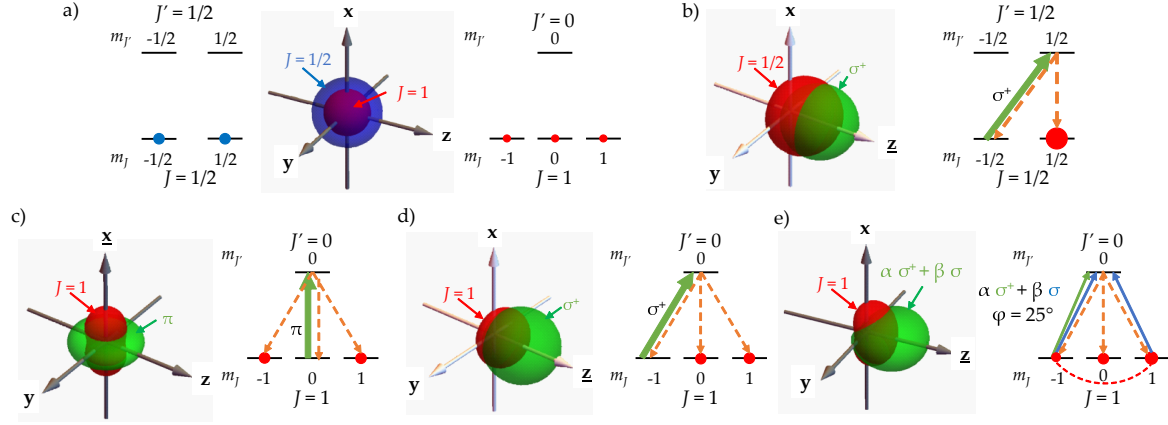 a)
J' = 1/2
m_J'
-1/2 1/2
m_J
-1/2 1/2
J = 1/2
x
J = 1/2
J = 1
z
y
J' = 0
0
-1 0 1
J = 1
b)
x
J = 1/2
σ+
z
y
J' = 1/2
m_J'
-1/2 1/2
σ+
m_J
-1/2 1/2
J = 1/2
c)
x
J = 1
π
z
y
J' = 0
m_J'
0
π
m_J
-1 0 1
J = 1
d)
x
J = 1
σ+
z
y
J' = 0
m_J'
0
σ+
m_J
-1 0 1
J = 1
e)
x
α σ+ + β σ
J = 1
z
y
J' = 0
m_J'
0
α σ+ + β σ
φ = 25°
m_J
-1 0 1
J = 1